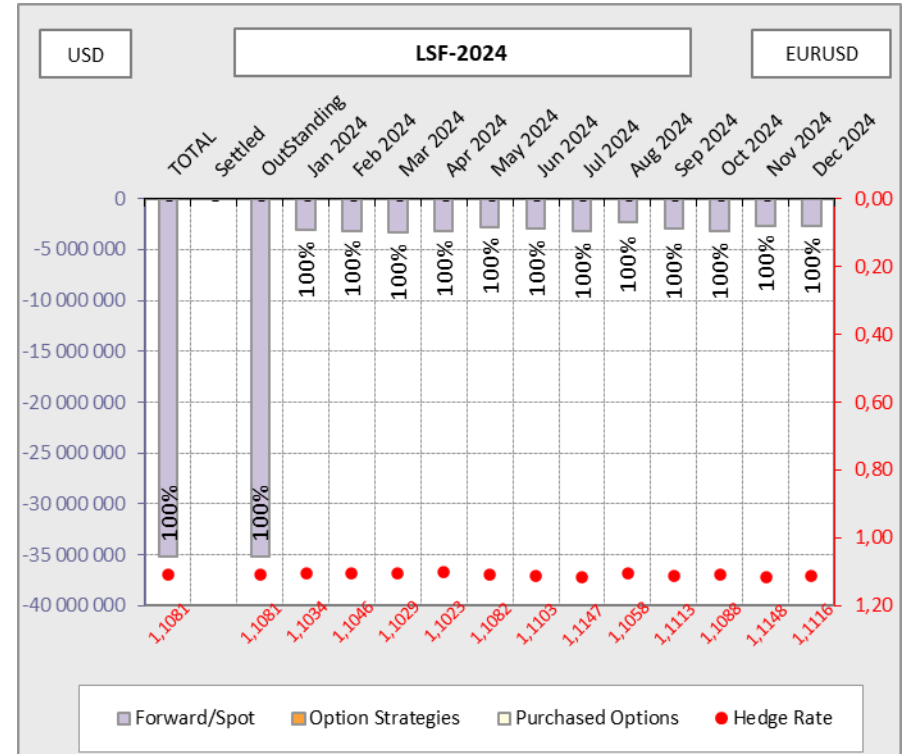 USD
LSF-2024
EURUSD
TOTAL
Settled
OutStanding
Jan 2024
Feb 2024
Mar 2024
Apr 2024
May 2024
Jun 2024
Jul 2024
Aug 2024
Sep 2024
Oct 2024
Nov 2024
Dec 2024
0
-5 000 000
-10 000 000
-15 000 000
-20 000 000
-25 000 000
-30 000 000
-35 000 000
-40 000 000
100%
100%
100%
100%
100%
100%
100%
100%
100%
100%
100%
100%
100%
100%
0,00
0,20
0,40
0,60
0,80
1,00
1,20
1,1081
1,1081
1,1034
1,1046
1,1029
1,1023
1,1082
1,1103
1,1147
1,1058
1,1113
1,1088
1,1148
1,1116
Forward/Spot
Option Strategies
Purchased Options
Hedge Rate